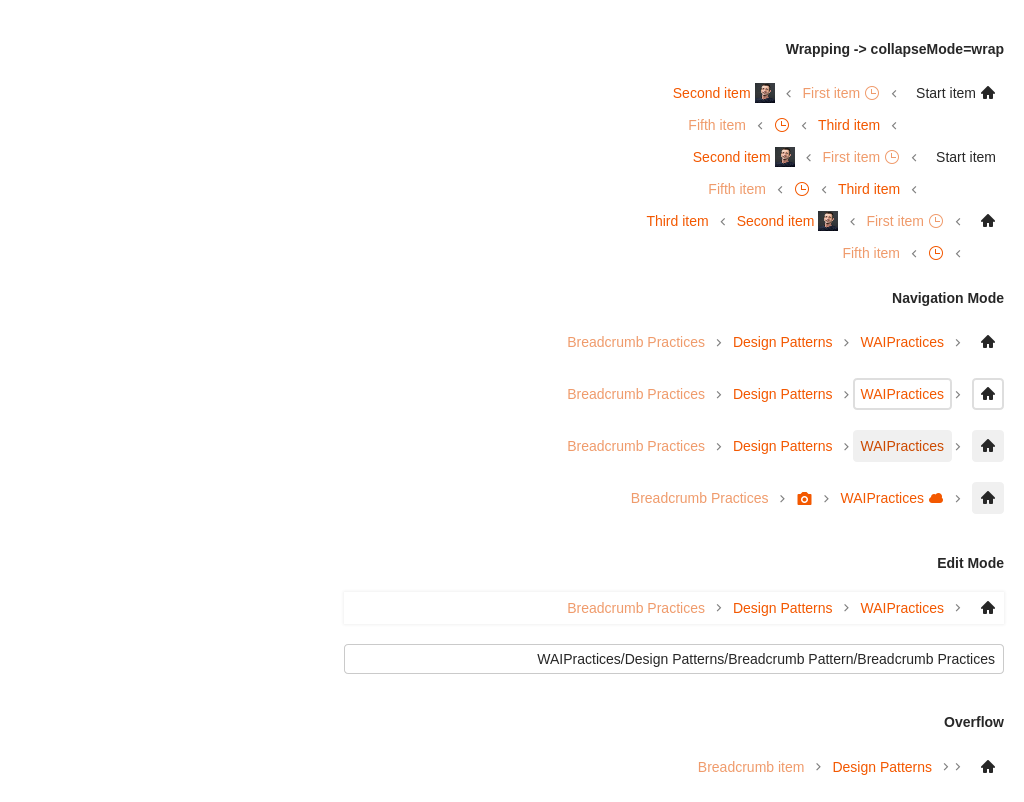 Wrapping -> collapseMode=wrap
Second item First item Start item
Fifth item Third item
Second item First item Start item
Fifth item Third item
Third item Second item First item
Fifth item
Navigation Mode
Breadcrumb Practices Design Patterns WAIPractices
Breadcrumb Practices Design Patterns WAIPractices
Breadcrumb Practices Design Patterns WAIPractices
Breadcrumb Practices WAIPractices
Edit Mode
Breadcrumb Practices Design Patterns WAIPractices
WAIPractices/Design Patterns/Breadcrumb Pattern/Breadcrumb Practices
Overflow
Breadcrumb item Design Patterns